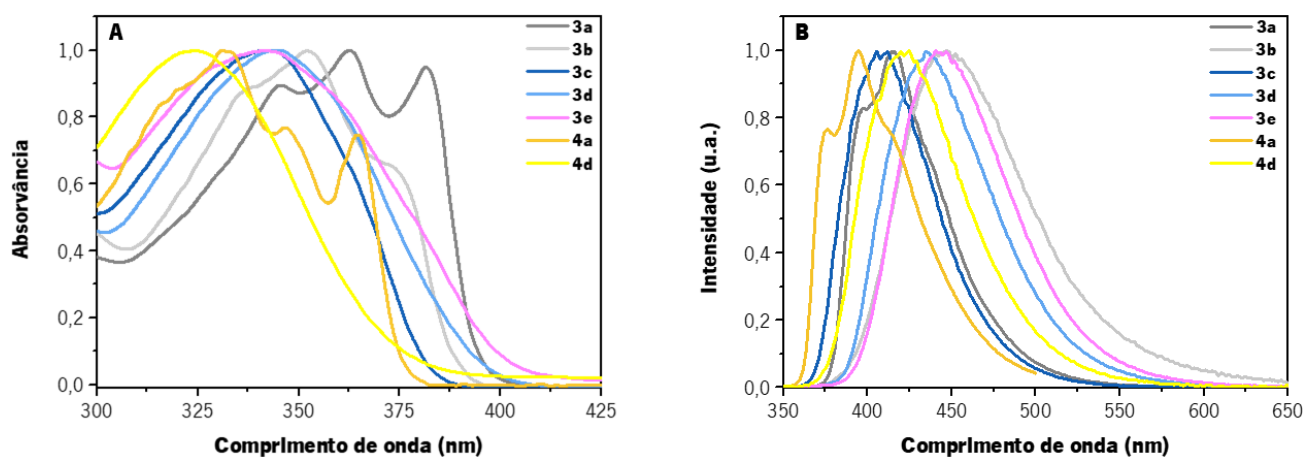 A
3a
3b
3c
3d
3e
4a
4d
1,0
0,8
0,6
0,4
0,2
0,0
Absorvância
300
325
350
375
400
425
Comprimento de onda (nm)
B
3a
3b
3c
3d
3e
4a
4d
1,0
0,8
0,6
0,4
0,2
0,0
Intensidade (u.a.)
350
400
450
500
550
600
650
Comprimento de onda (nm)